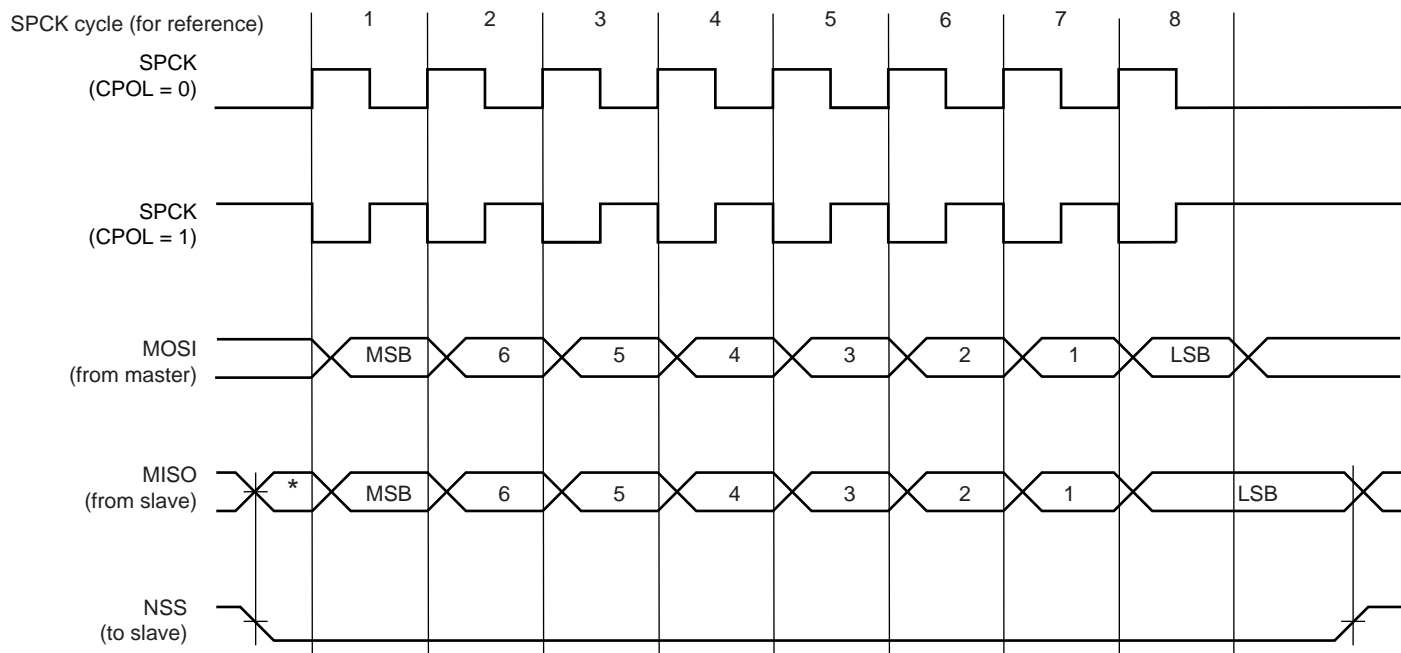 SPCK cycle (for reference) 1 2 3 4 5 6 7 8
SPCK
(CPOL = 0)
SPCK
(CPOL = 1)
MOSI
(from master)
MSB 6 5 4 3 2 1 LSB
MISO
(from slave)
* MSB 6 5 4 3 2 1 LSB
NSS
(to slave)